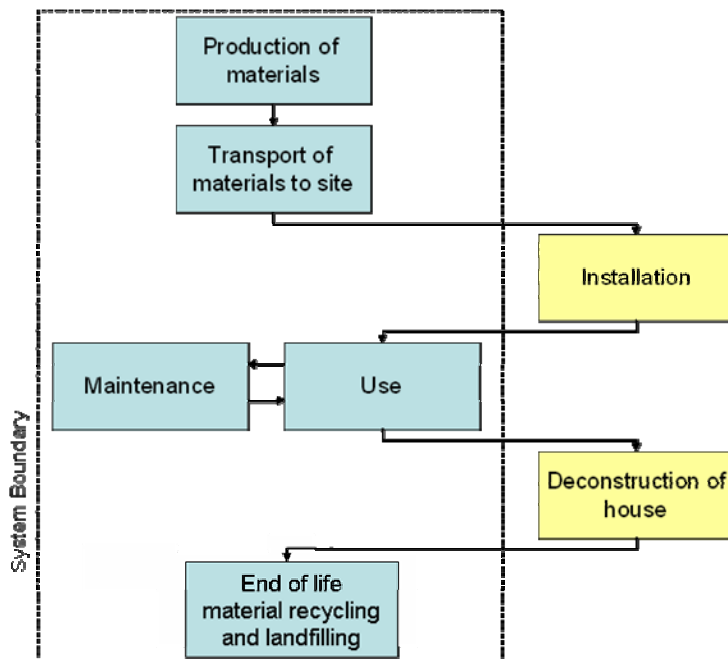 Production of
materials
Transport of
materials to site
Installation
Maintenance
Use
Deconstruction of
house
End of life
material recycling
and landfilling
System Boundary